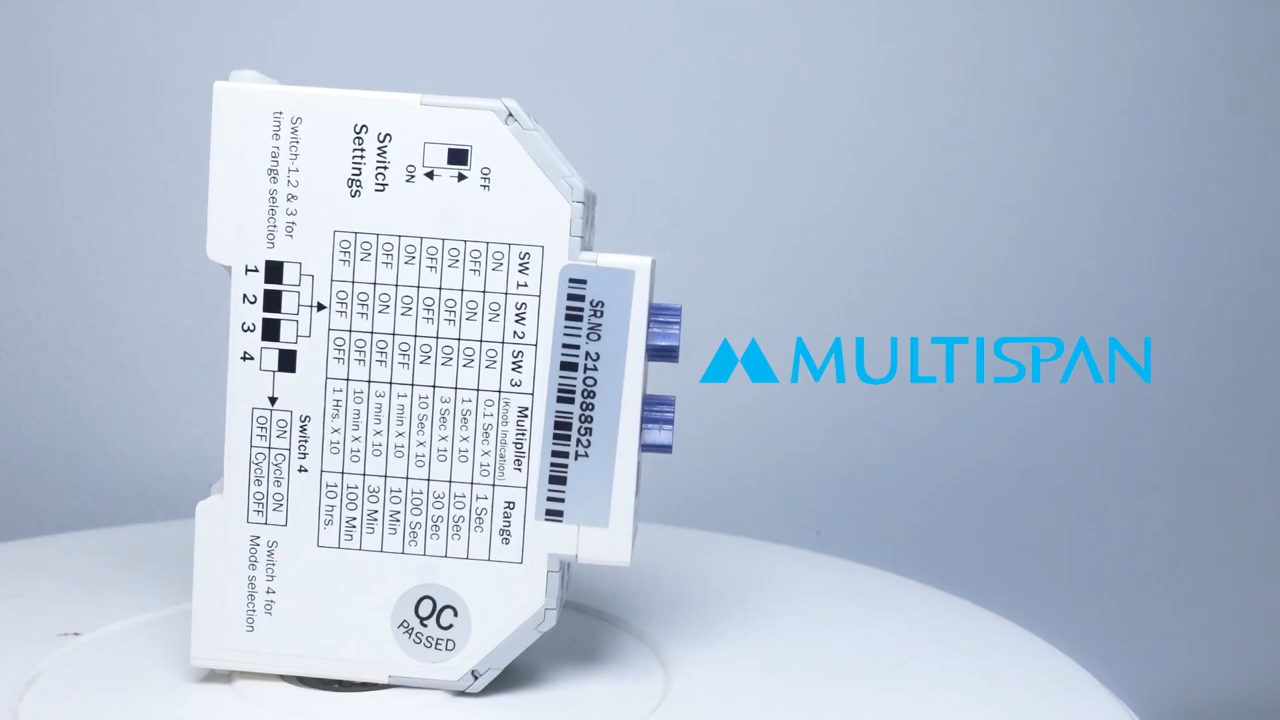 SR.NO. 210888521
OFF
ON
Switch
Settings
SW 1 SW 2 SW 3 Multiplier (Knob Indication) Range
ON ON ON 0.1 Sec X 10 1 Sec
OFF ON ON 1 Sec X 10 10 Sec
ON OFF ON 3 Sec X 10 30 Sec
OFF OFF ON 10 Sec X 10 100 Sec
ON ON OFF 1 min X 10 10 Min
OFF ON OFF 3 min X 10 30 Min
ON OFF OFF 10 min X 10 100 Min
OFF OFF OFF 1 Hrs. X 10 10 hrs.
Switch-1,2 & 3 for
time range selection
1 2 3 4
Switch 4
ON Cycle ON
OFF Cycle OFF
Switch 4 for
Mode selection
QC
PASSED
MULTISPAN